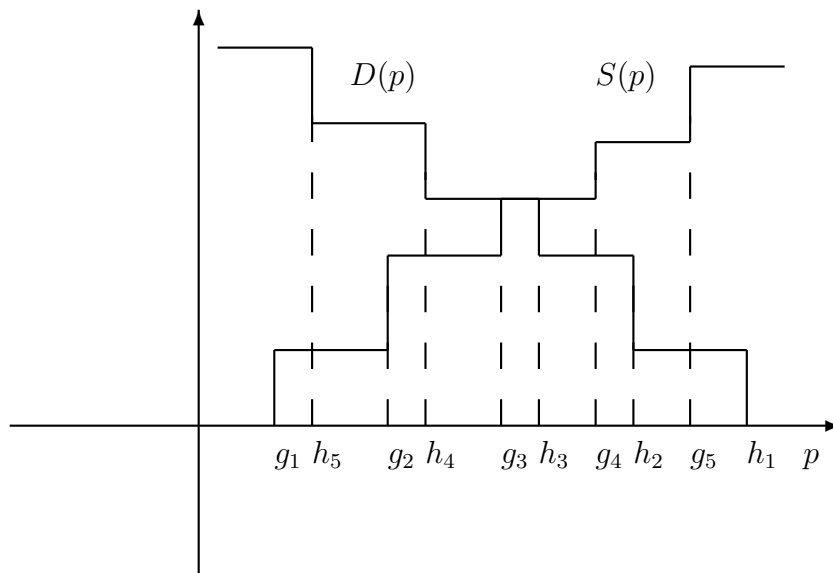 D(p) S(p)
g₁ h₅ g₂ h₄ g₃ h₃ g₄ h₂ g₅ h₁ p